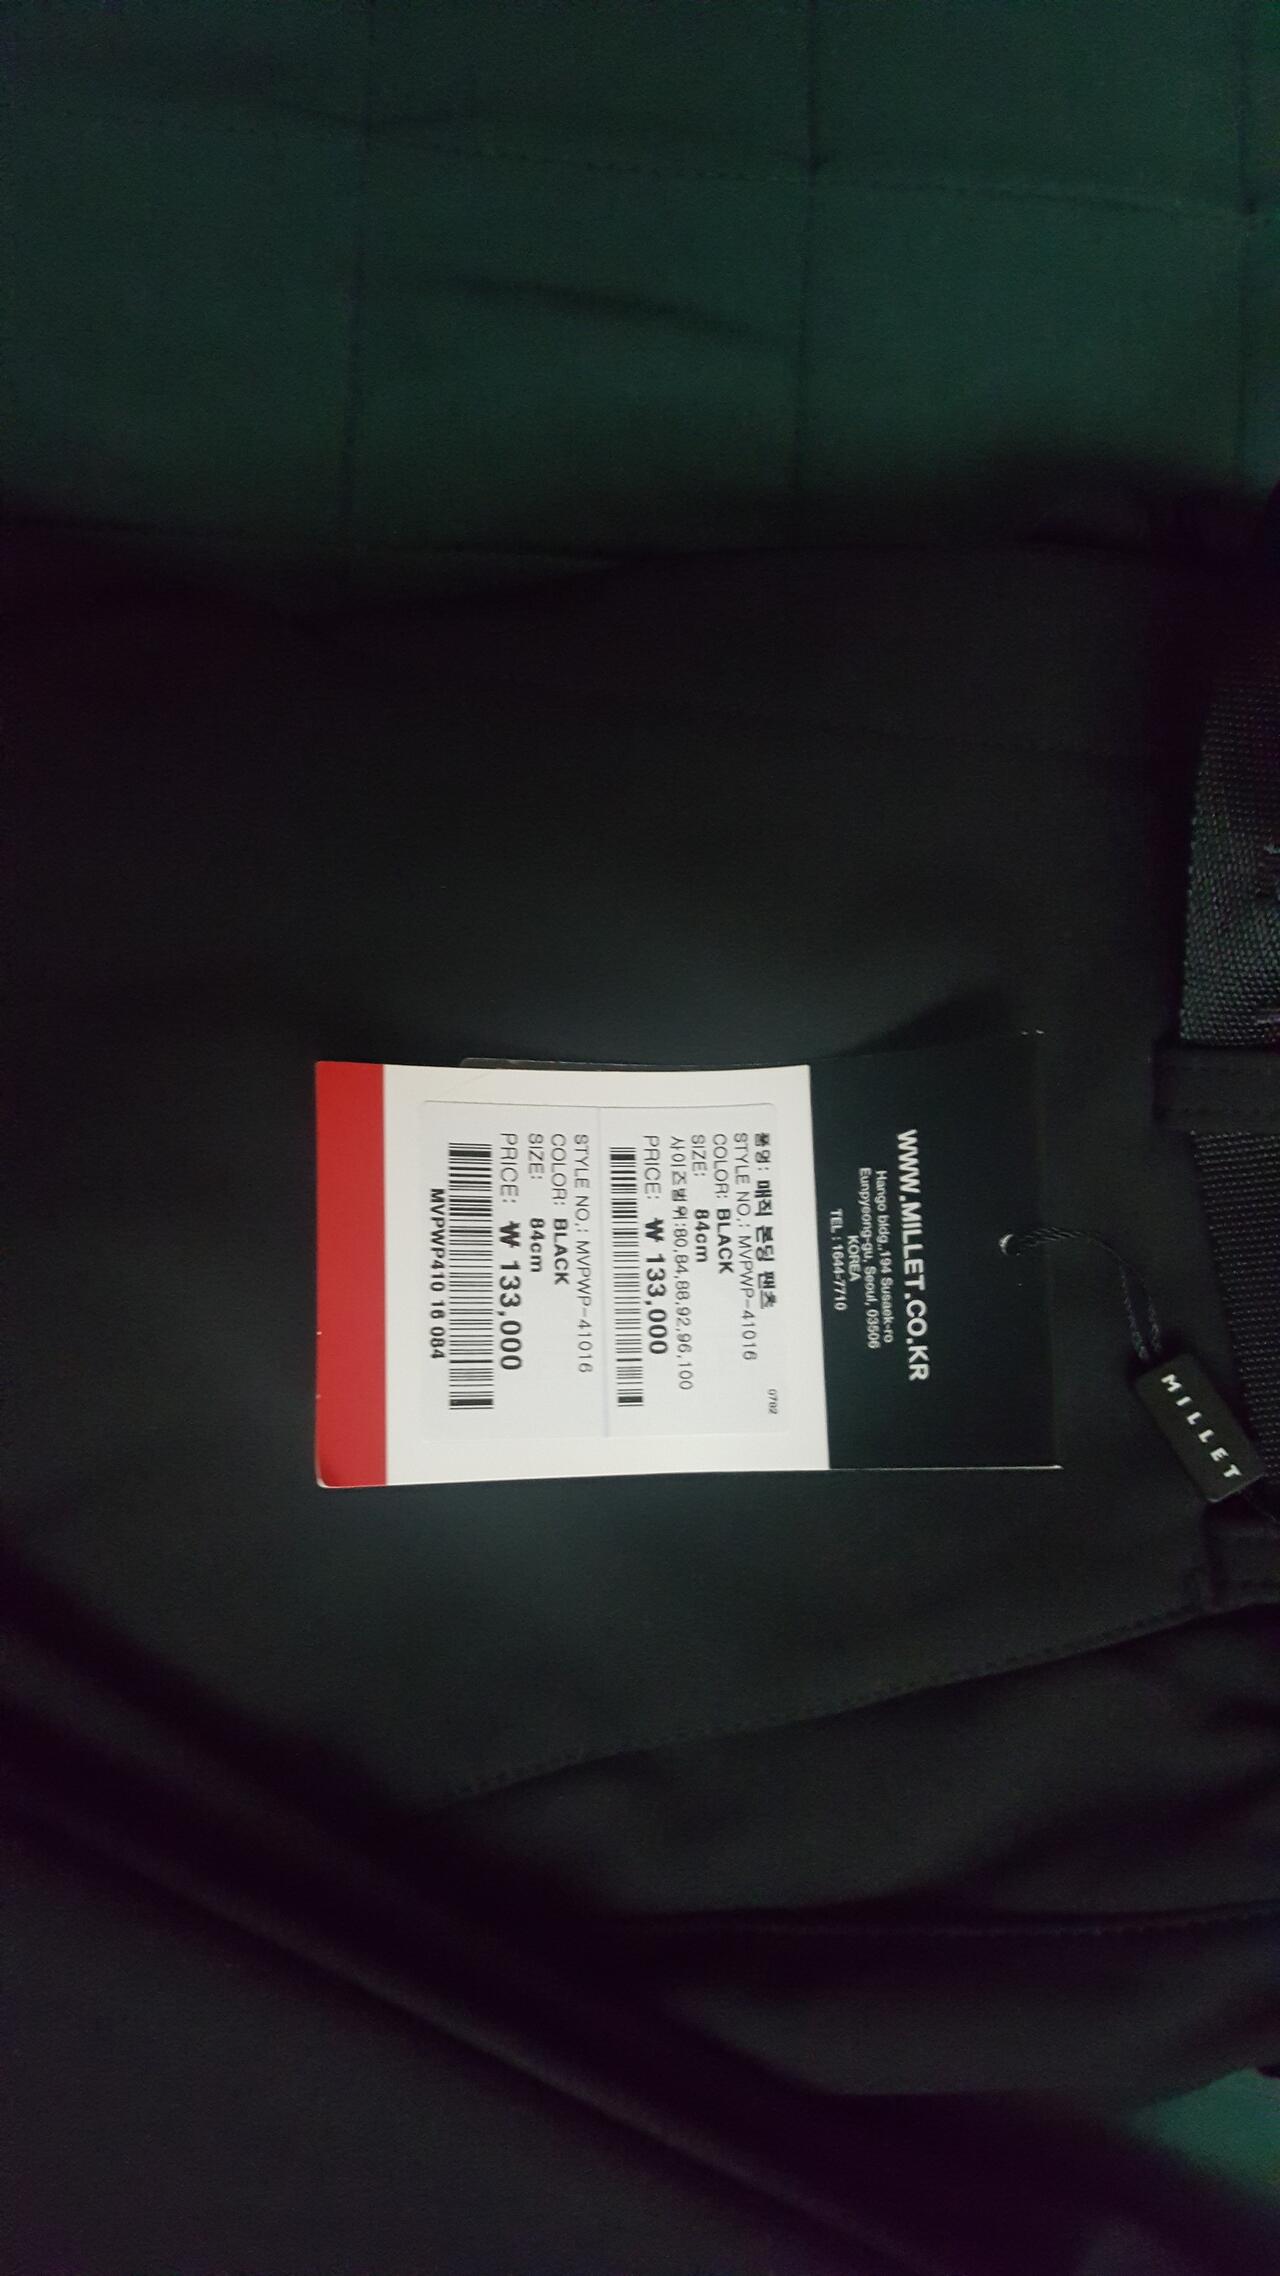 WWW.MILLET.CO.KR
Hango bldg.,194 Susaek-ro
Eunpyeong-gu, Seoul, 03506
KOREA
TEL : 1644-7710
0782
품명: 매직 본딩 팬츠
STYLE NO.: MVPWP-41016
COLOR: BLACK
SIZE: 84cm
사이즈범위:80,84,88,92,96,100
PRICE: ₩ 133,000
STYLE NO.: MVPWP-41016
COLOR: BLACK
SIZE: 84cm
PRICE: ₩ 133,000
MVPWP410 16 084
MILLET